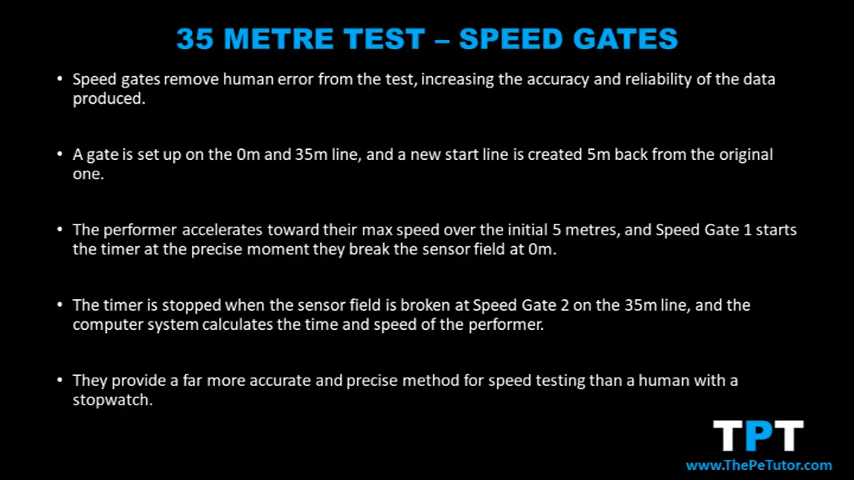 35 METRE TEST – SPEED GATES
• Speed gates remove human error from the test, increasing the accuracy and reliability of the data
produced.
• A gate is set up on the 0m and 35m line, and a new start line is created 5m back from the original
one.
• The performer accelerates toward their max speed over the initial 5 metres, and Speed Gate 1 starts
the timer at the precise moment they break the sensor field at 0m.
• The timer is stopped when the sensor field is broken at Speed Gate 2 on the 35m line, and the
computer system calculates the time and speed of the performer.
• They provide a far more accurate and precise method for speed testing than a human with a
stopwatch.
TPT
www.ThePeTutor.com